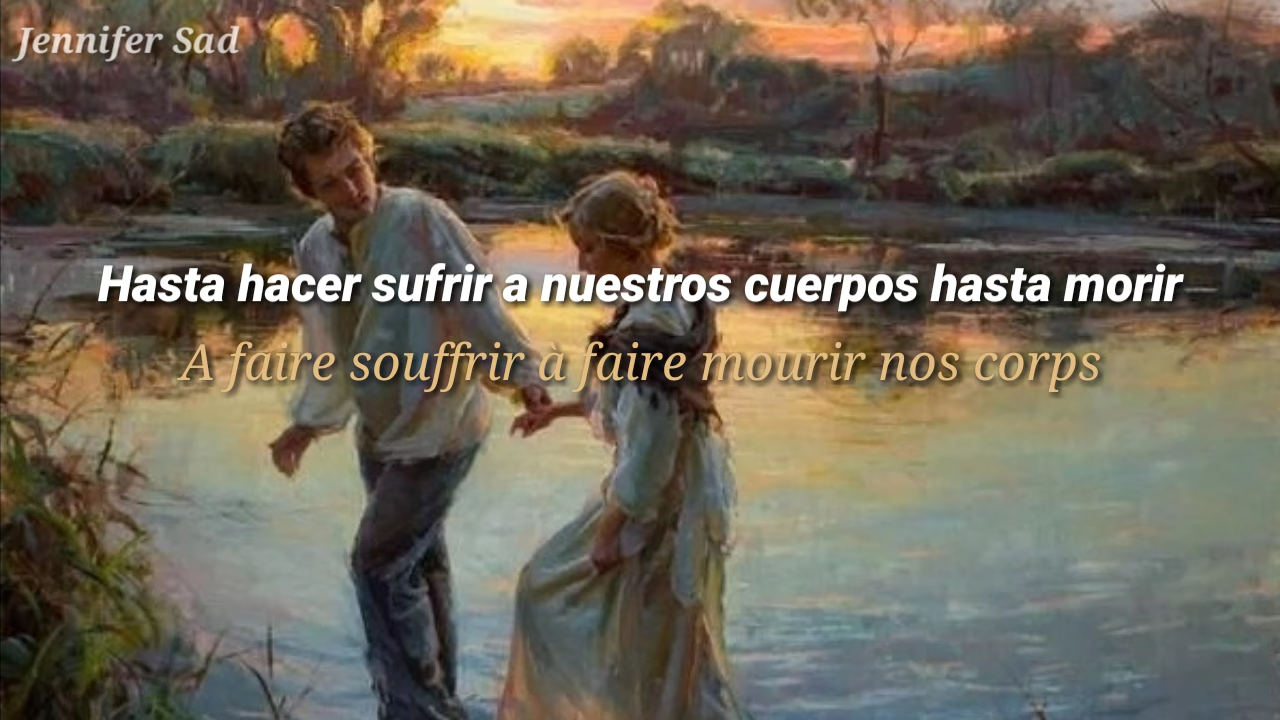 Jennifer Sad
Hasta hacer sufrir a nuestros cuerpos hasta morir
A faire souffrir à faire mourir nos corps